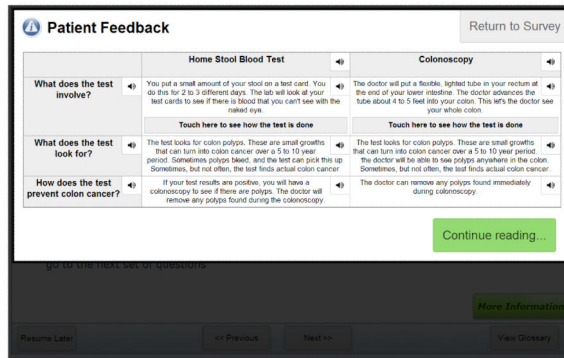 Patient Feedback
Return to Survey
Home Stool Blood Test
Colonoscopy
What does the test
involve?
You put a small amount of your stool on a test card. You
do this for 2 to 3 different days. The lab will look at your
test cards to see if there is blood that you can't see with the
naked eye.
The doctor will put a flexible, lighted tube in your rectum at
the end of your lower intestine. The doctor advances the
tube about 4 to 5 feet into your colon. This let's the doctor see
your whole colon.
Touch here to see how the test is done
Touch here to see how the test is done
What does the test
look for?
The test looks for colon polyps. These are small growths
that can turn into colon cancer over a 5 to 10 year
period. Sometimes polyps bleed, and the test can pick this up.
Sometimes, but not often, the test finds actual colon cancer.
The test looks for colon polyps. These are small growths
that can turn into colon cancer over a 5 to 10 year period.
the doctor will be able to see polyps anywhere in the colon.
Sometimes, but not often, the test finds actual colon cancer.
How does the test
prevent colon cancer?
If your test results are positive, you will have a
colonoscopy to see if there are polyps. The doctor will
remove any polyps found during the colonoscopy.
The doctor can remove any polyps found immediately
during colonoscopy.
Continue reading...
go to the next set of questions
More Information
Resume Later
<< Previous
Next >>
View Glossary